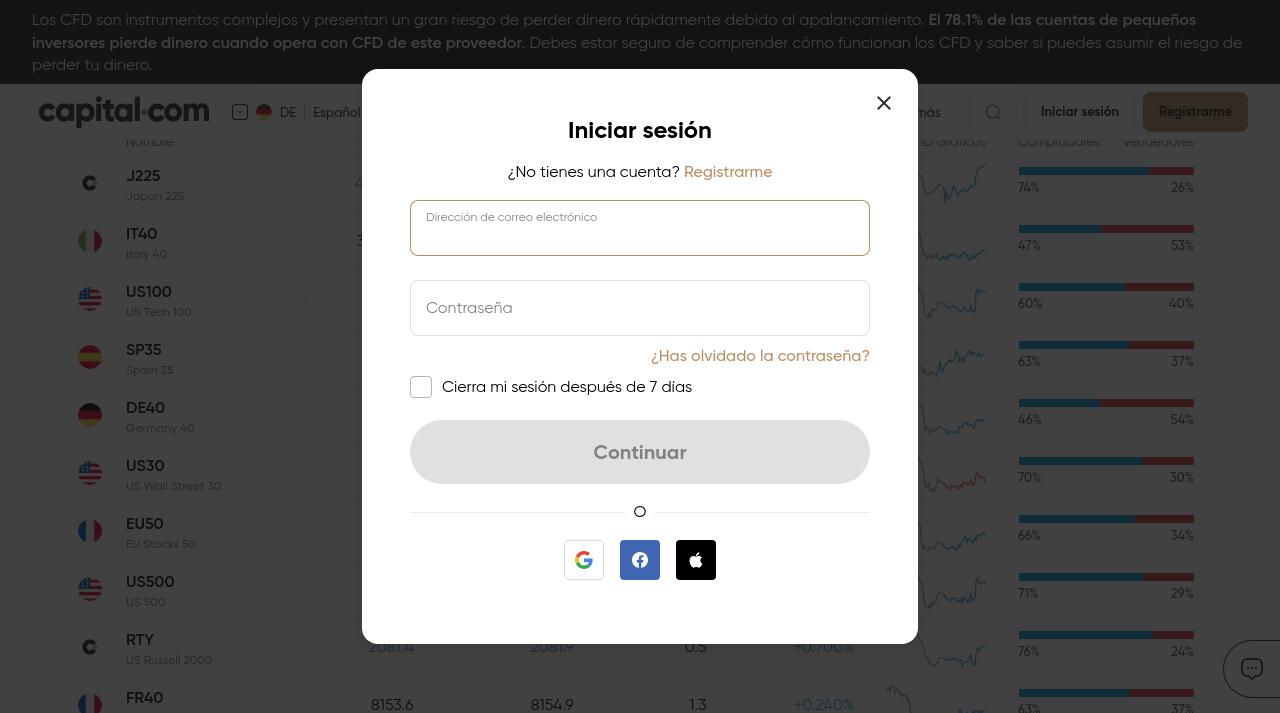 Los CFD son instrumentos complejos y presentan un gran riesgo de perder dinero rápidamente debido al apalancamiento. El 78.1% de las cuentas de pequeños
inversores pierde dinero cuando opera con CFD de este proveedor. Debes estar seguro de comprender cómo funcionan los CFD y saber si puedes asumir el riesgo de
perder tu dinero.
capital.com DE Español más Iniciar sesión Registrarme
Nombre Gráficos Compradores Vendedores
Iniciar sesión
¿No tienes una cuenta? Registrarme
Dirección de correo electrónico
Contraseña
¿Has olvidado la contraseña?
Cierra mi sesión después de 7 días
Continuar
O
J225
Japan 225
74% 26%
IT40
Italy 40
47% 53%
US100
US Tech 100
60% 40%
SP35
Spain 35
63% 37%
DE40
Germany 40
46% 54%
US30
US Wall Street 30
70% 30%
EU50
EU Stocks 50
66% 34%
US500
US 500
71% 29%
RTY
US Russell 2000
2081.4 2081.9 0.5 +0.700%
76% 24%
FR40
8153.6 8154.9 1.3 +0.240%
63% 37%